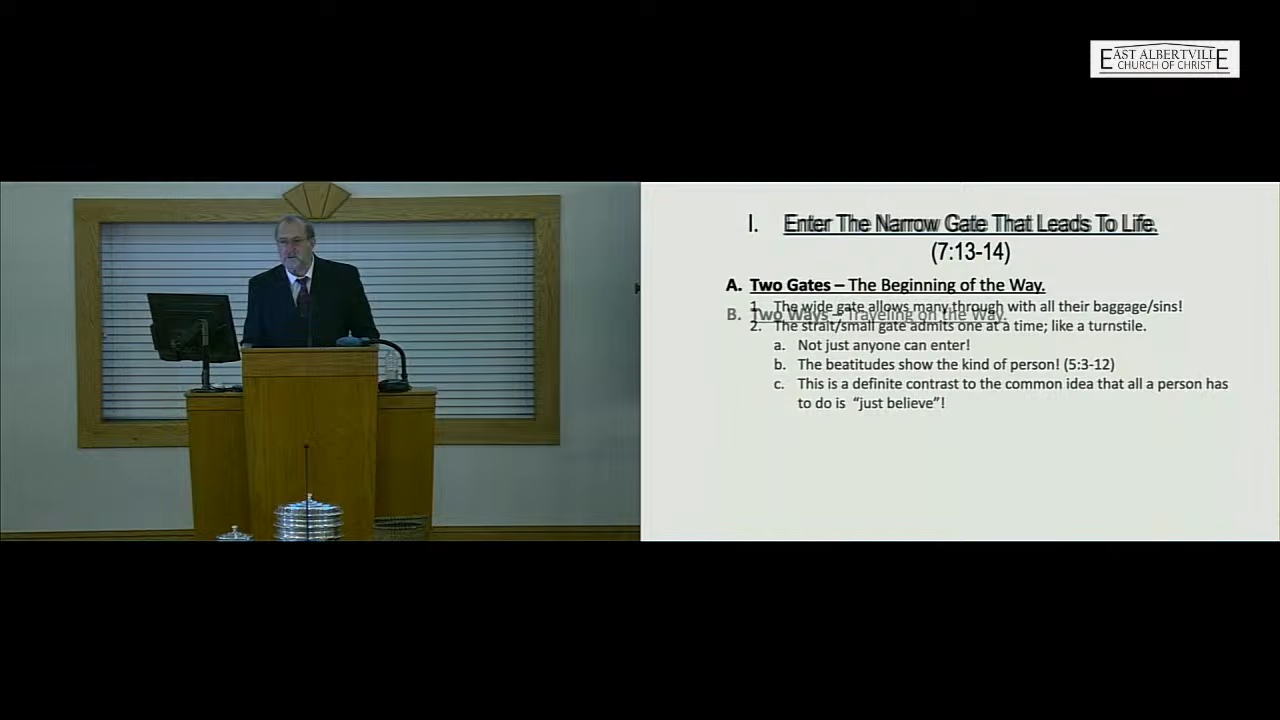 EAST ALBERTVILLE
CHURCH OF CHRIST
I. Enter The Narrow Gate That Leads To Life.
(7:13-14)
A. Two Gates – The Beginning of the Way.
1. The wide gate allows many through with all their baggage/sins!
B. Two Ways – Traveling on the Way.
2. The strait/small gate admits one at a time; like a turnstile.
a. Not just anyone can enter!
b. The beatitudes show the kind of person! (5:3-12)
c. This is a definite contrast to the common idea that all a person has
to do is "just believe"!